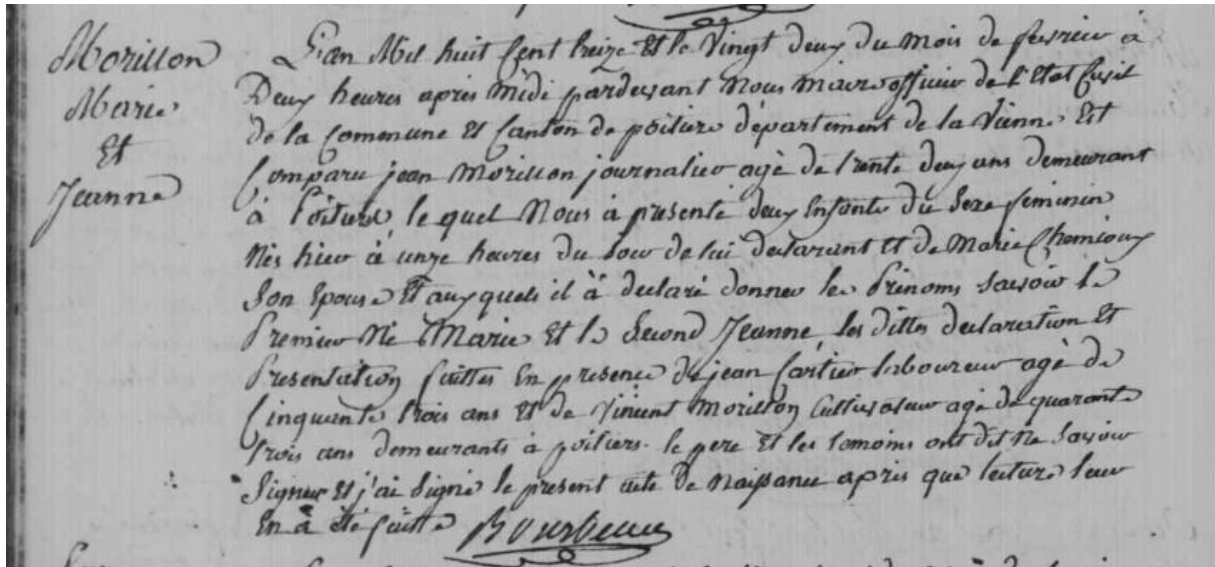 Morillon
Marie
Et
Jeanne
L'an Mil huit Cent treize Et le Vingt deux du Mois de fevrier à
Deux heures apres Midi pardevant Nous Maire officier de l'Etat Civil
de la Commune Et Canton de poitiers département de la Vienne Est
Comparu jean Morillon journalier agé de trente deux ans demeurant
à Poitiers le quel Nous à presenté deux Enfants du Sexe feminin
Nés hier à unze heures du soir de lui declarant et de Marie
Son Epouse Et auxquels il à declaré donner les Prénoms savoir le
Premier Né Marie Et le Second Jeanne, les dittes declaration Et
Presentation faittes En presence de jean Cartier laboureur agé de
Cinquante trois ans Et de Vincent Morillon Cultivateur agé de quarante
trois ans demeurants à poitiers. le pere Et les temoins ont dit Ne savoir
Signer Et j'ai Signé le present acte de Naissance apres que lecture leur
En à été faitte Bourbeau